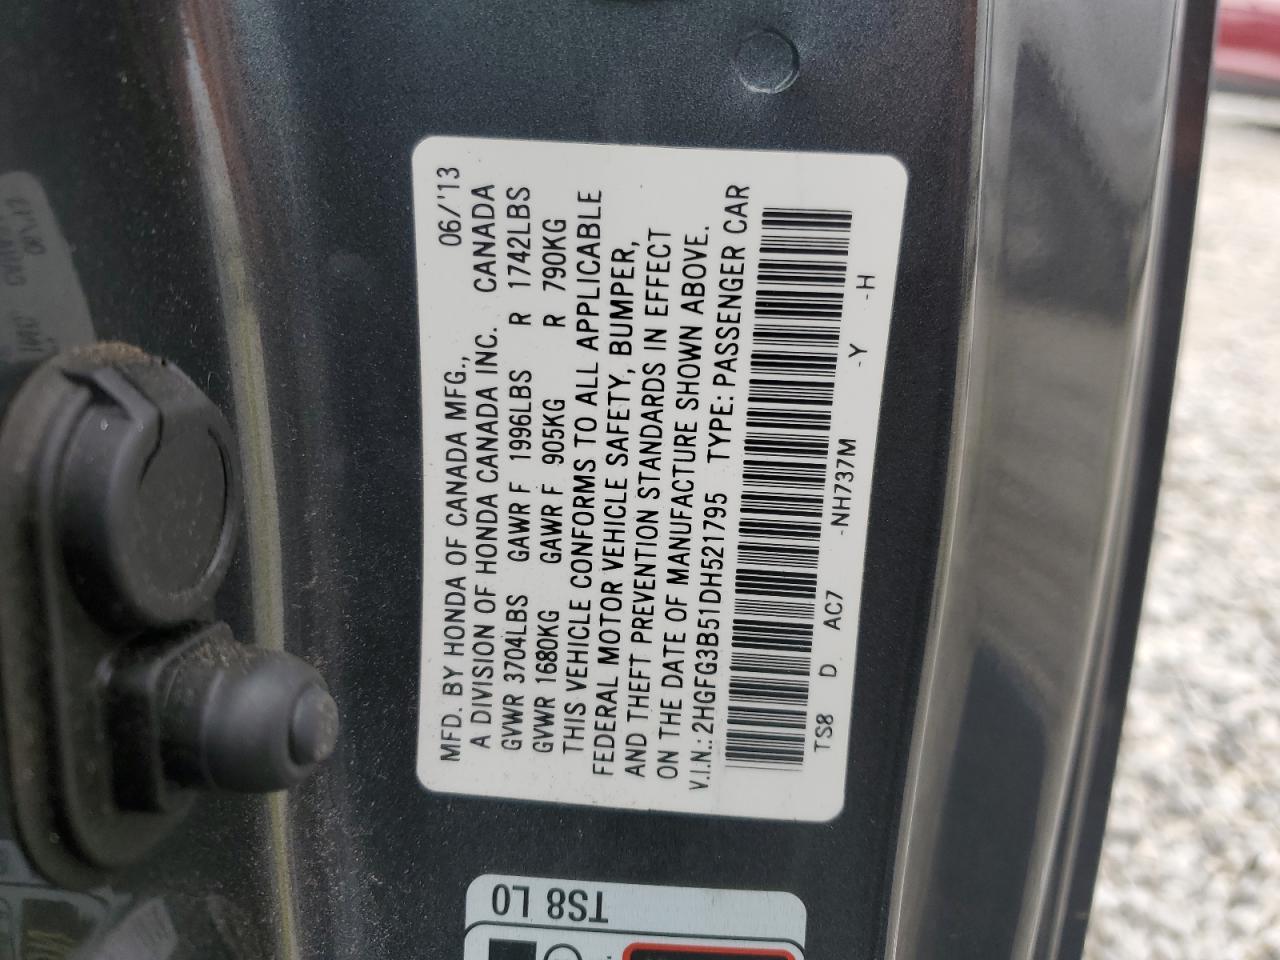 MFD. BY HONDA OF CANADA MFG., 06/'13
A DIVISION OF HONDA CANADA INC. CANADA
GVWR 3704LBS GAWR F 1996LBS R 1742LBS
GVWR 1680KG GAWR F 905KG R 790KG
THIS VEHICLE CONFORMS TO ALL APPLICABLE
FEDERAL MOTOR VEHICLE SAFETY, BUMPER,
AND THEFT PREVENTION STANDARDS IN EFFECT
ON THE DATE OF MANUFACTURE SHOWN ABOVE.
V.I.N.: 2HGFG3B51DH521795 TYPE: PASSENGER CAR
TS8 D AC7 -NH737M -Y -H
TS8 L0